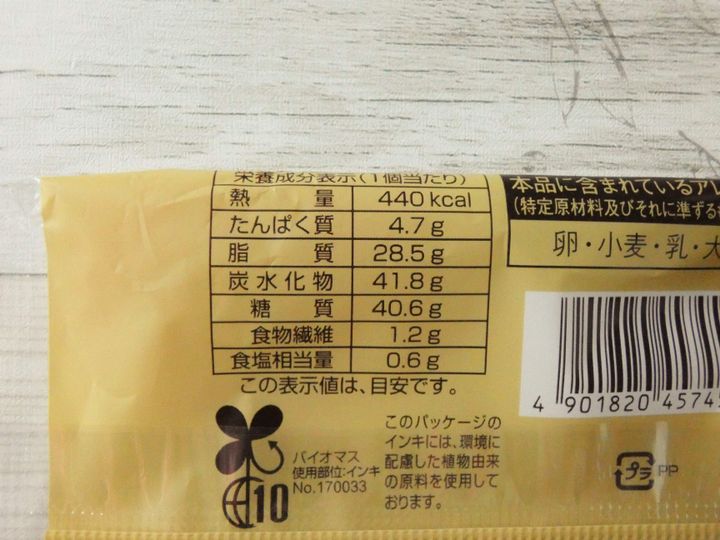 栄養成分表示(1個当たり)
熱量 440 kcal
たんぱく質 4.7 g
脂質 28.5 g
炭水化物 41.8 g
糖質 40.6 g
食物繊維 1.2 g
食塩相当量 0.6 g
この表示値は、目安です。
本品に含まれているアレ
(特定原材料及びそれに準ずる
卵・小麦・乳・大
4 901820 4574
バイオマス
使用部位:インキ
No.170033
10
このパッケージの
インキには、環境に
配慮した植物由来
の原料を使用して
おります。
プラ PP